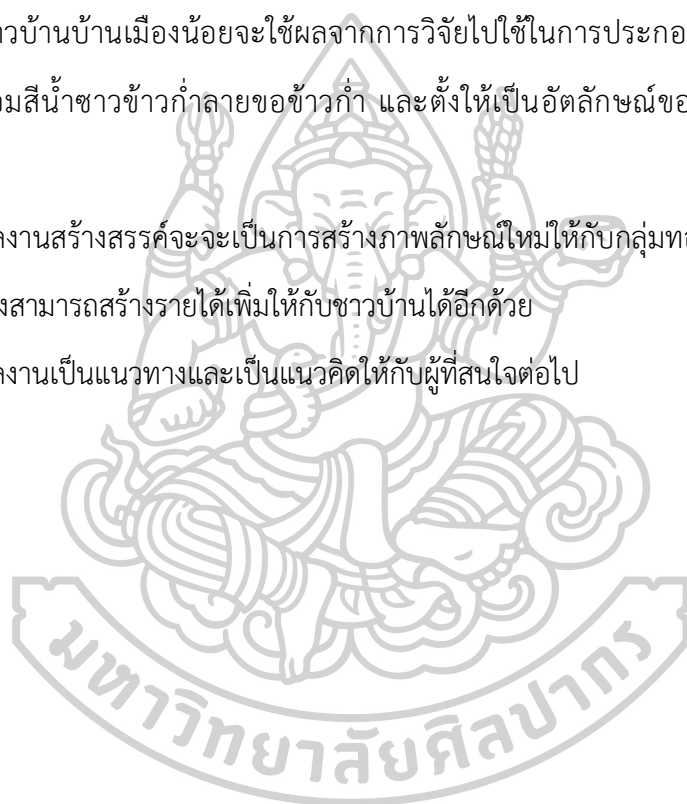 าวบ้านบ้านเมืองน้อยจะใช้ผลจากการวิจัยไปใช้ในการประกอ
มสีน้ำซาวข้าวก่ำลายขอข้าวก่ำ และตั้งให้เป็นอัตลักษณ์ขอ
ลงานสร้างสรรค์จะจะเป็นการสร้างภาพลักษณ์ใหม่ให้กับกลุ่มทอ
งสามารถสร้างรายได้เพิ่มให้กับชาวบ้านได้อีกด้วย
ลงานเป็นแนวทางและเป็นแนวคิดให้กับผู้ที่สนใจต่อไป
มหาวิทยาลัยศิลปากร